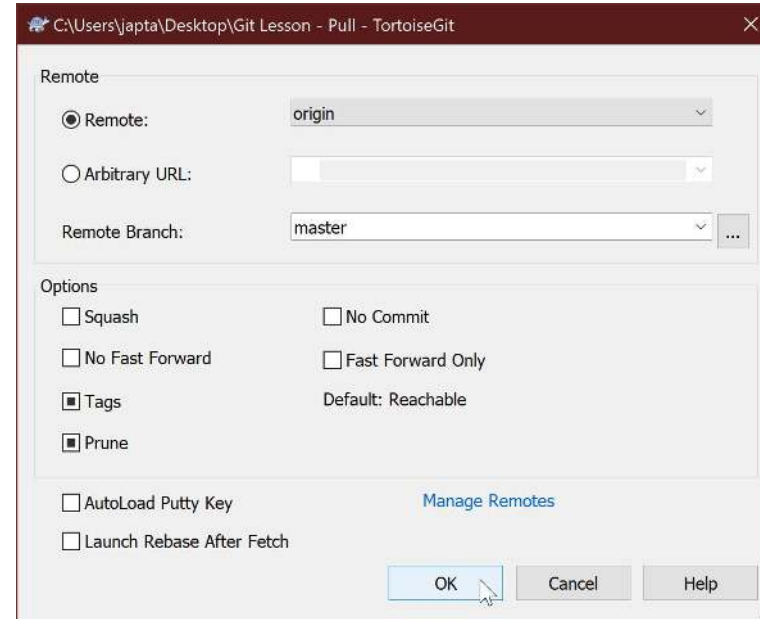 C:\Users\japta\Desktop\Git Lesson - Pull - TortoiseGit
Remote
Remote: origin
Arbitrary URL:
Remote Branch: master ...
Options
Squash No Commit
No Fast Forward Fast Forward Only
Tags Default: Reachable
Prune
AutoLoad Putty Key Manage Remotes
Launch Rebase After Fetch
OK Cancel Help